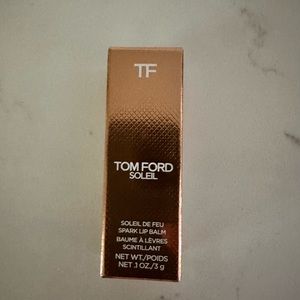 TF
TOM FORD
SOLEIL
SOLEIL DE FEU
SPARK LIP BALM
BAUME À LÈVRES
SCINTILLANT
NET WT./POIDS
NET .1 OZ./3 g